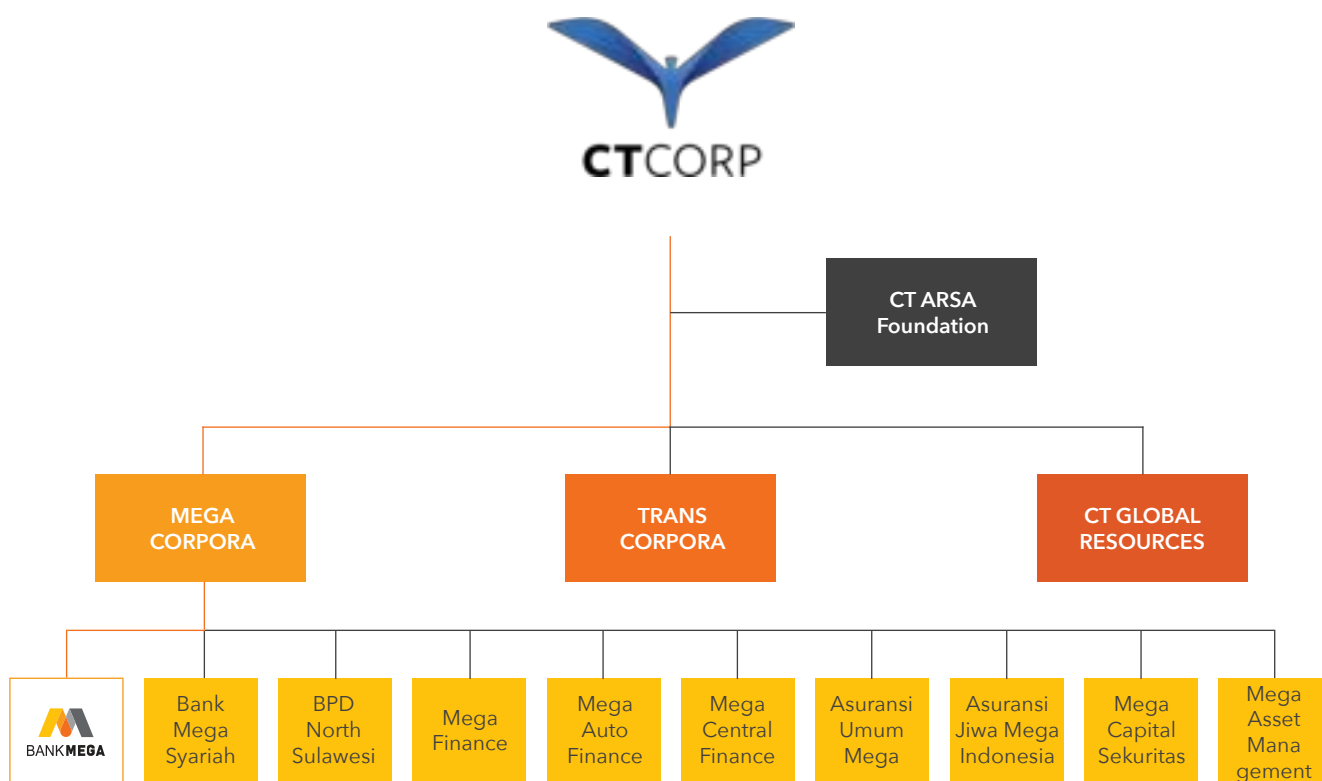 CTCORP
CT ARSA
Foundation
MEGA
CORPORA
TRANS
CORPORA
CT GLOBAL
RESOURCES
BANKMEGA
Bank
Mega
Syariah
BPD
North
Sulawesi
Mega
Finance
Mega
Auto
Finance
Mega
Central
Finance
Asuransi
Umum
Mega
Asuransi
Jiwa Mega
Indonesia
Mega
Capital
Sekuritas
Mega
Asset
Mana
gement